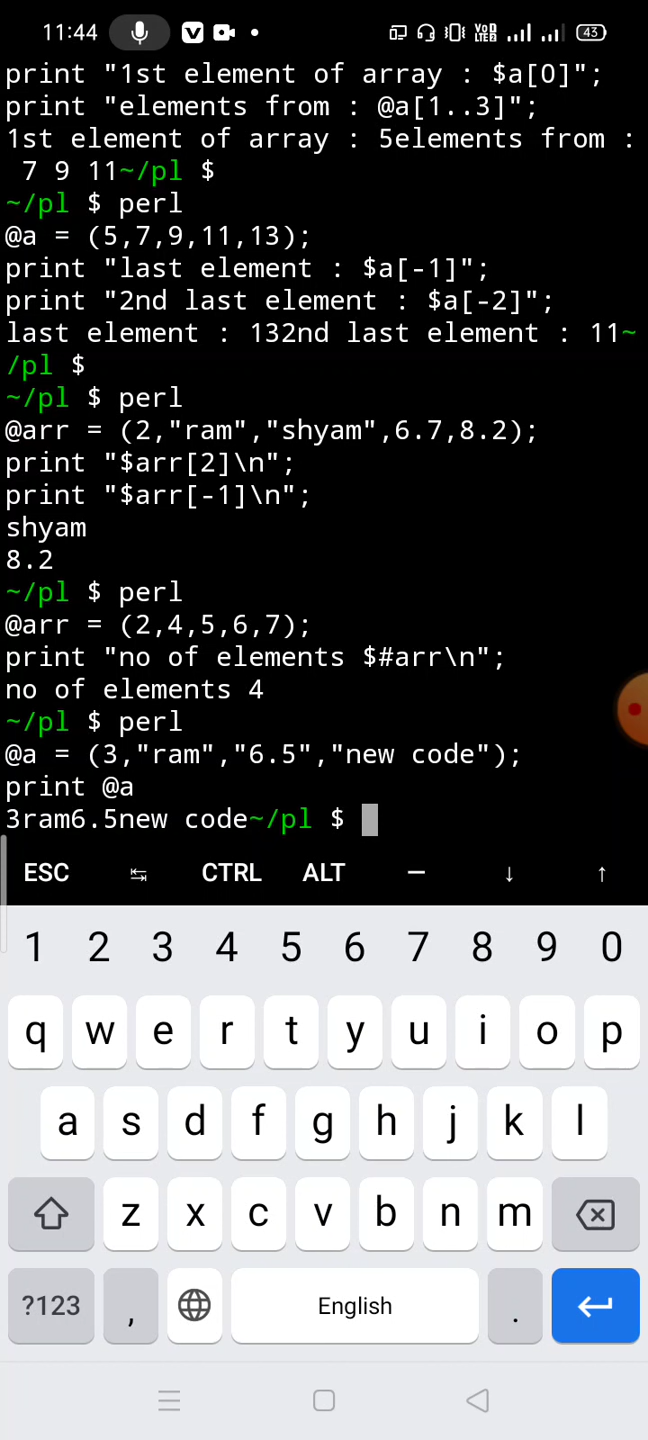 11:44 VoD LTE2 43
print "1st element of array : $a[0]";
print "elements from : @a[1..3]";
1st element of array : 5elements from :
 7 9 11~/pl $
~/pl $ perl
@a = (5,7,9,11,13);
print "last element : $a[-1]";
print "2nd last element : $a[-2]";
last element : 132nd last element : 11~
/pl $
~/pl $ perl
@arr = (2,"ram","shyam",6.7,8.2);
print "$arr[2]\n";
print "$arr[-1]\n";
shyam
8.2
~/pl $ perl
@arr = (2,4,5,6,7);
print "no of elements $#arr\n";
no of elements 4
~/pl $ perl
@a = (3,"ram","6.5","new code");
print @a
3ram6.5new code~/pl $
ESC ↹ CTRL ALT — ↓ ↑
1 2 3 4 5 6 7 8 9 0
q w e r t y u i o p
a s d f g h j k l
z x c v b n m
?123 , English .